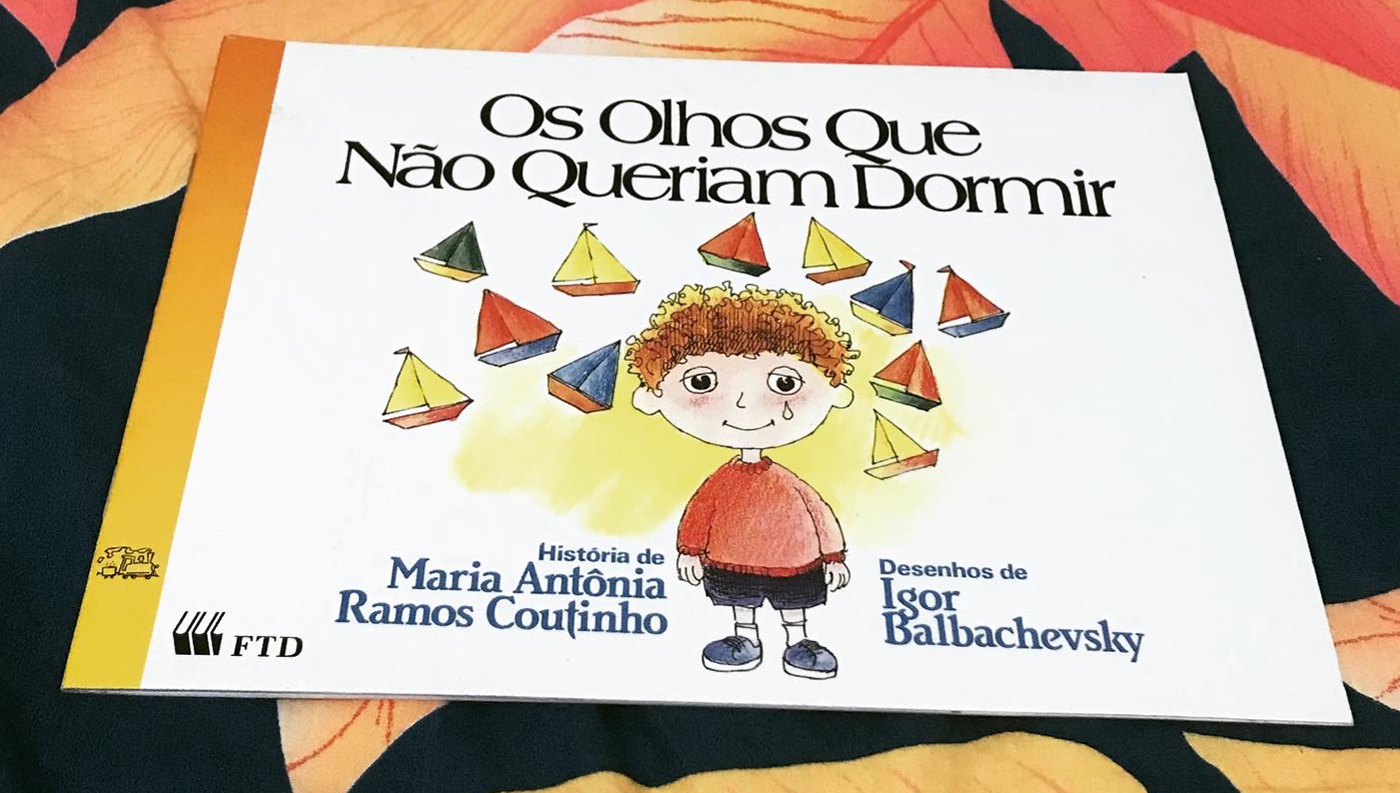 Os Olhos Que
Não Queriam Dormir
História de
Maria Antônia
Ramos Coutinho
Desenhos de
Igor
Balbachevsky
FTD